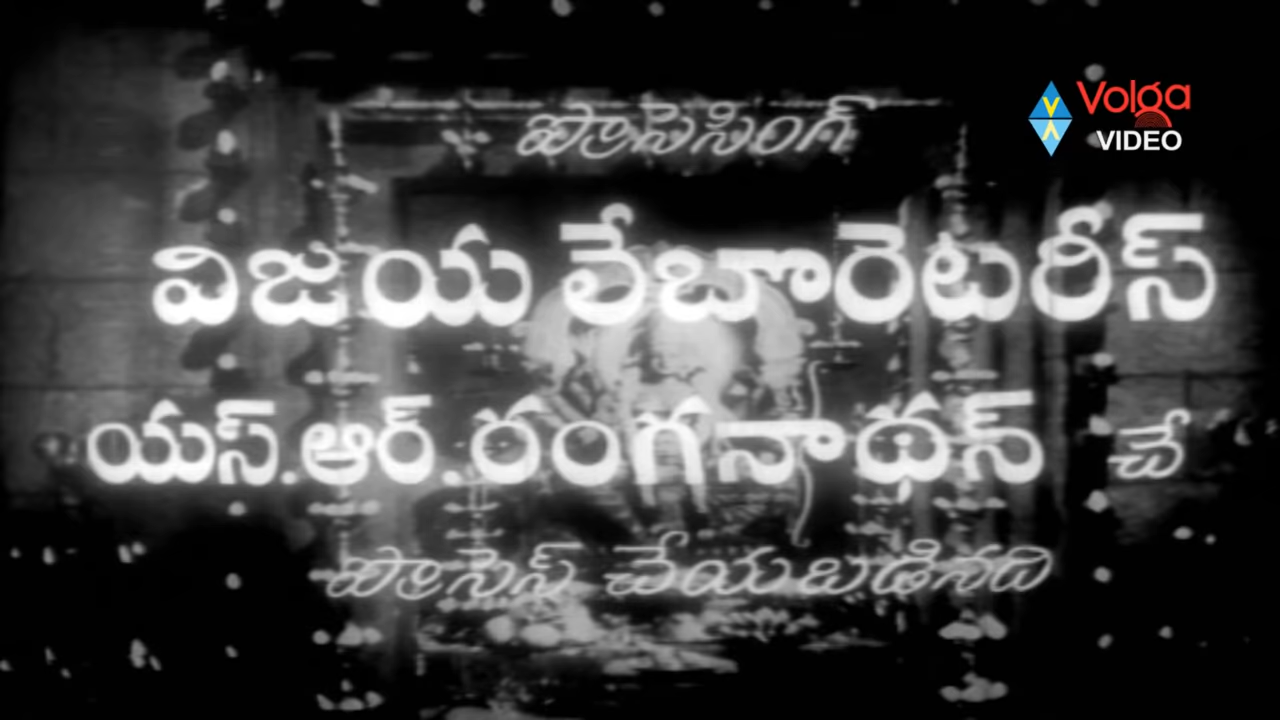 Volga
VIDEO
ప్రాసెసింగ్
విజయ లేబొరెటరీస్
యస్.ఆర్.రంగనాథన్ చే
ప్రాసెస్ చేయబడినది